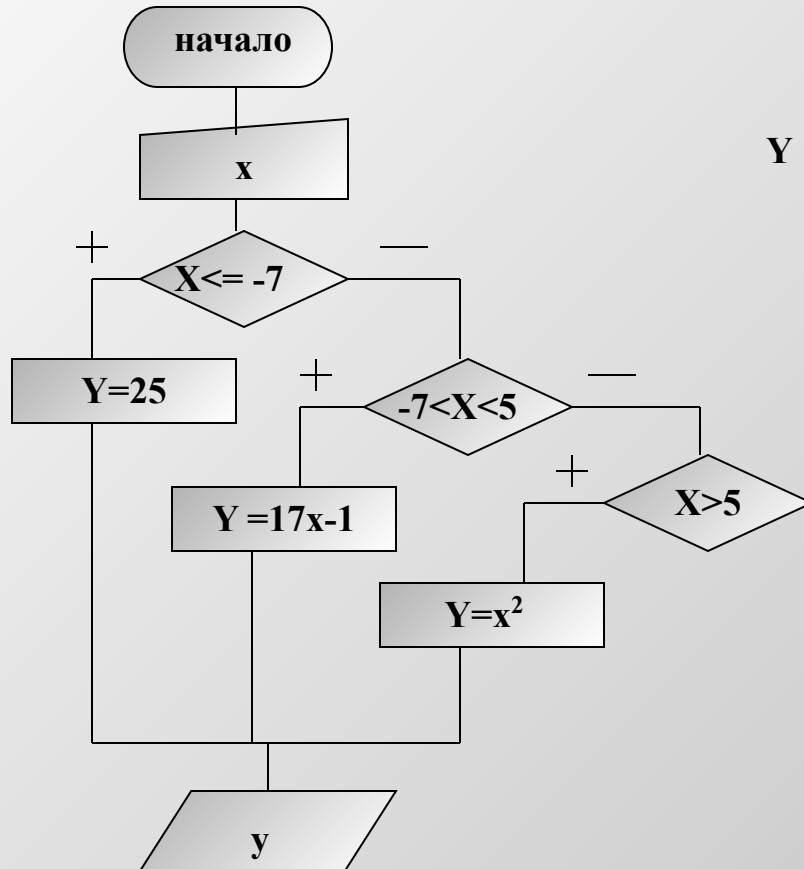 начало
x
Y
+ —
X<= -7
Y=25
+ —
-7<X<5
+
X>5
Y =17x-1
Y=x²
y